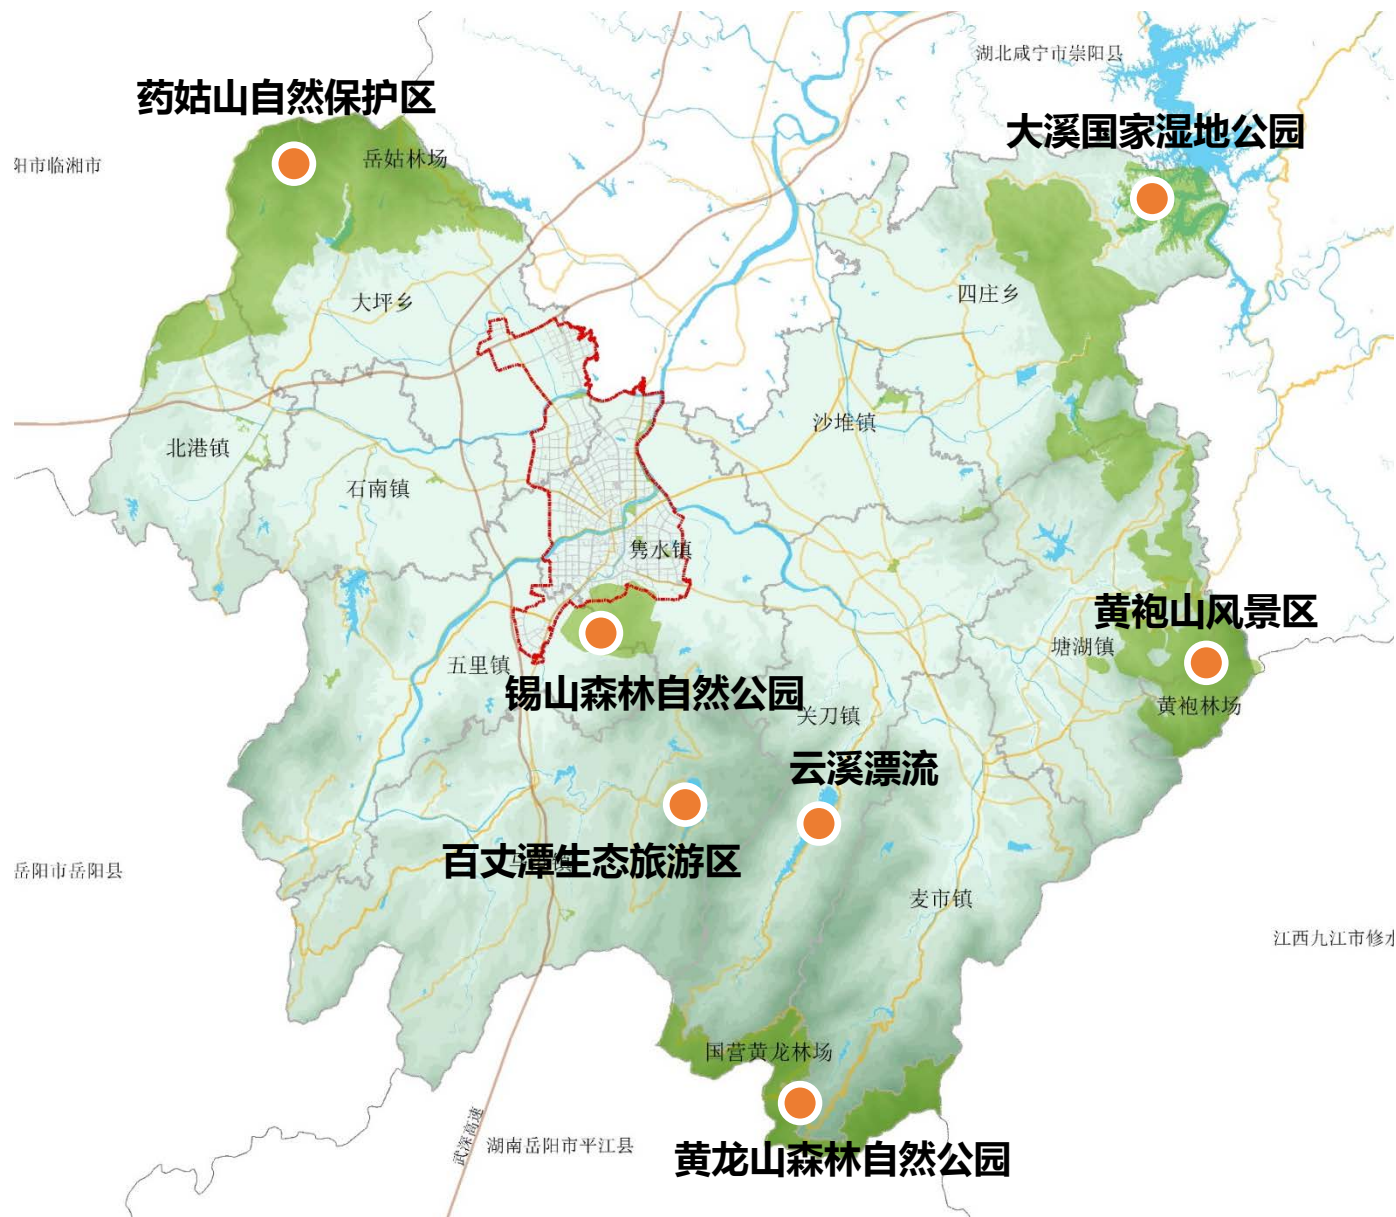 湖北咸宁市崇阳县
药姑山自然保护区
大溪国家湿地公园
岳姑林场
阳市临湘市
四庄乡
大坪乡
沙堆镇
北港镇
石南镇
隽水镇
黄袍山风景区
塘湖镇
五里镇
锡山森林自然公园
黄袍林场
关刀镇
云溪漂流
百丈潭生态旅游区
岳阳市岳阳县
麦市镇
江西九江市修水
国营黄龙林场
武深高速
湖南岳阳市平江县
黄龙山森林自然公园